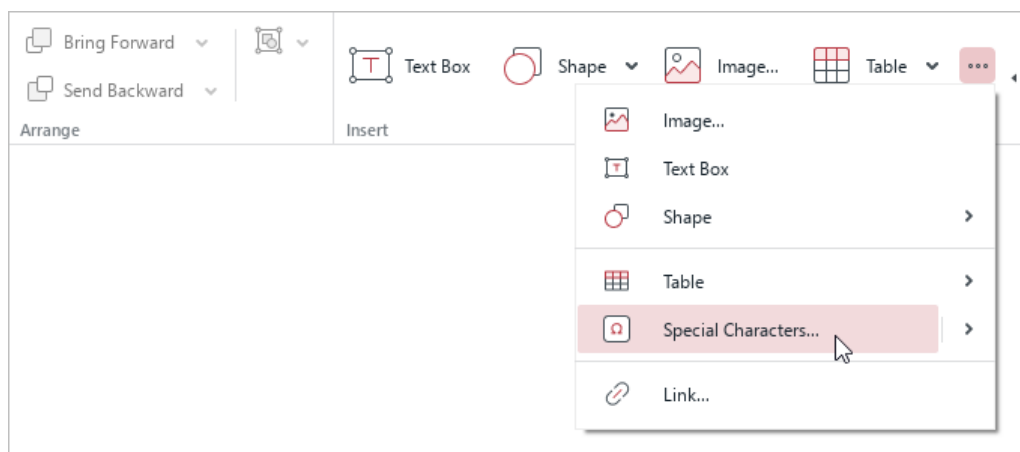 Bring Forward
Send Backward
Arrange
Text Box
Shape
Image...
Table
Insert
Image...
Text Box
Shape
Table
Ω Special Characters...
Link...